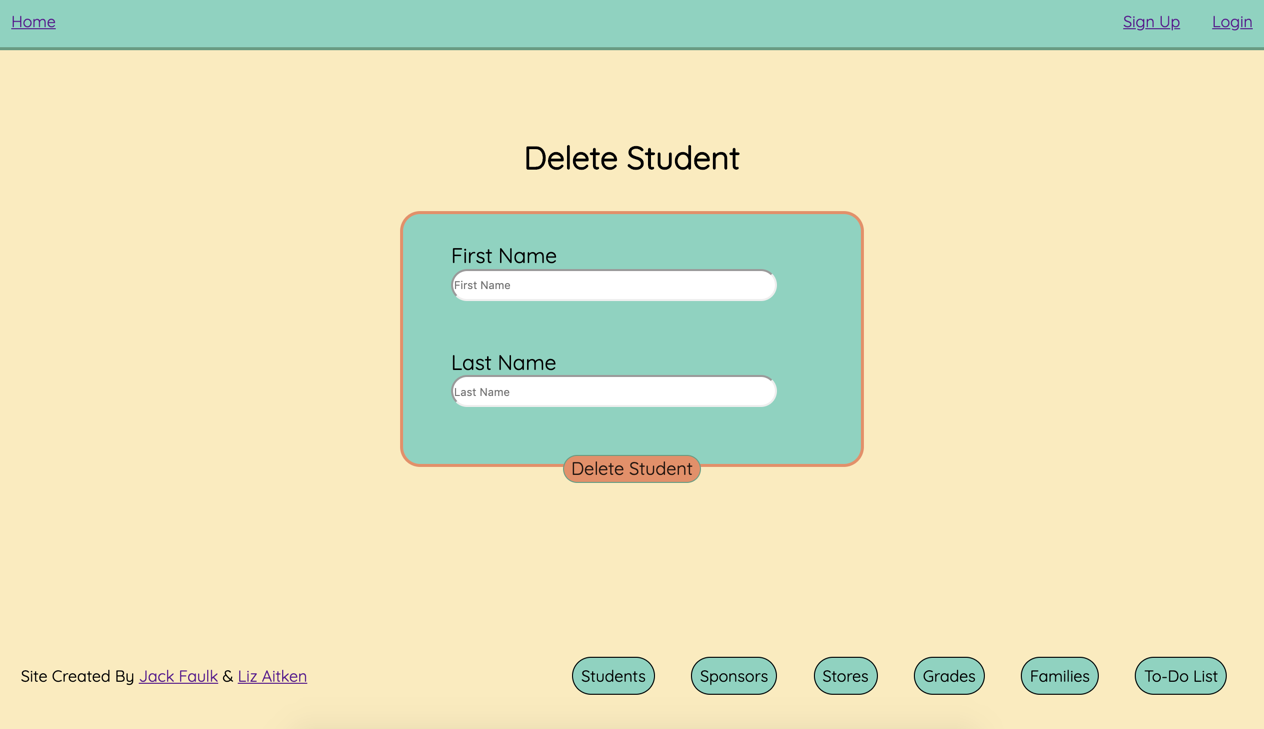 Home Sign Up Login
Delete Student
First Name
First Name
Last Name
Last Name
Delete Student
Site Created By Jack Faulk & Liz Aitken Students Sponsors Stores Grades Families To-Do List